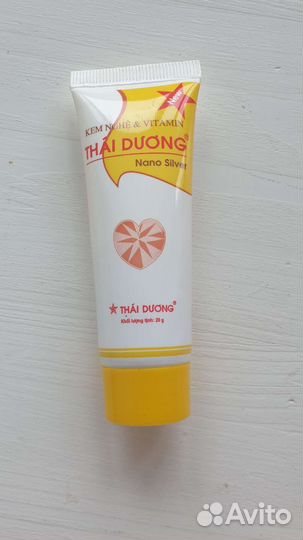 New
KEM NGHỆ & VITAMIN
THÁI DƯƠNG®
Nano Silver
THÁI DƯƠNG®
Khối lượng tịnh: 20 g
Avito